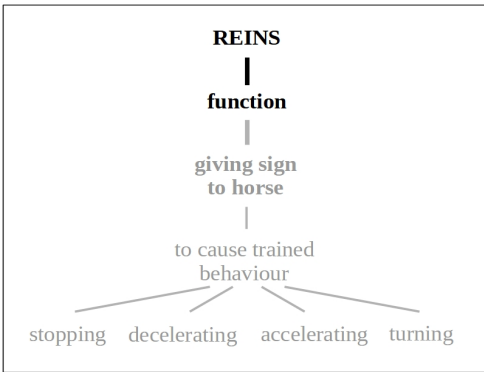 REINS
function
giving sign
to horse
to cause trained
behaviour
stopping decelerating accelerating turning